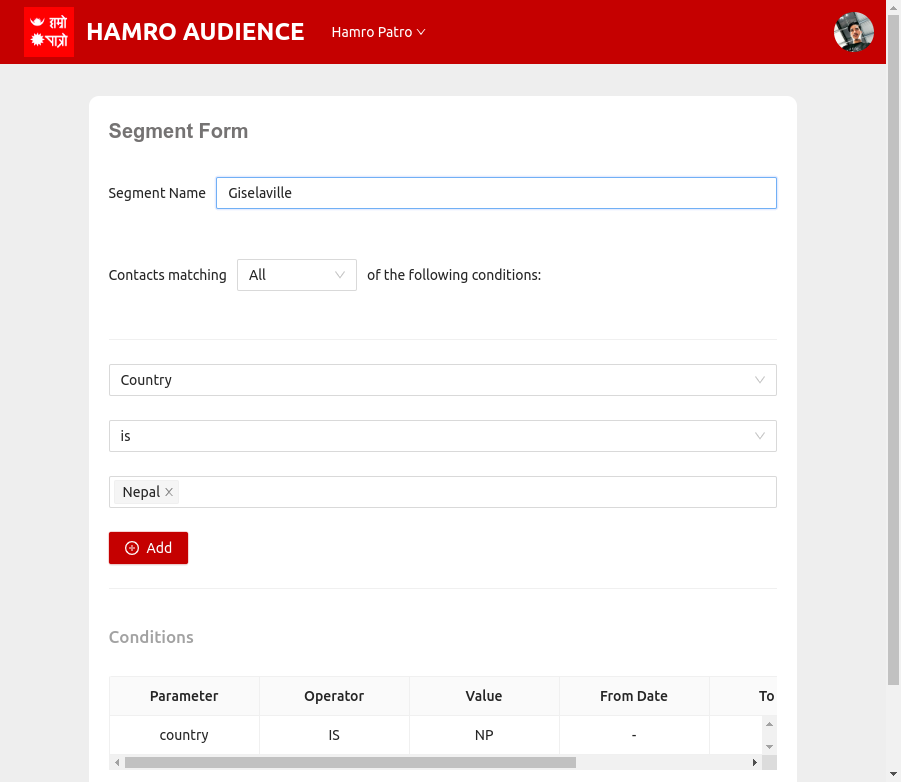 हाम्रो
पात्रो
HAMRO AUDIENCE
Hamro Patro
Segment Form
Segment Name
Giselaville
Contacts matching
All
of the following conditions:
Country
is
Nepal
Add
Conditions
Parameter Operator Value From Date To
country IS NP -